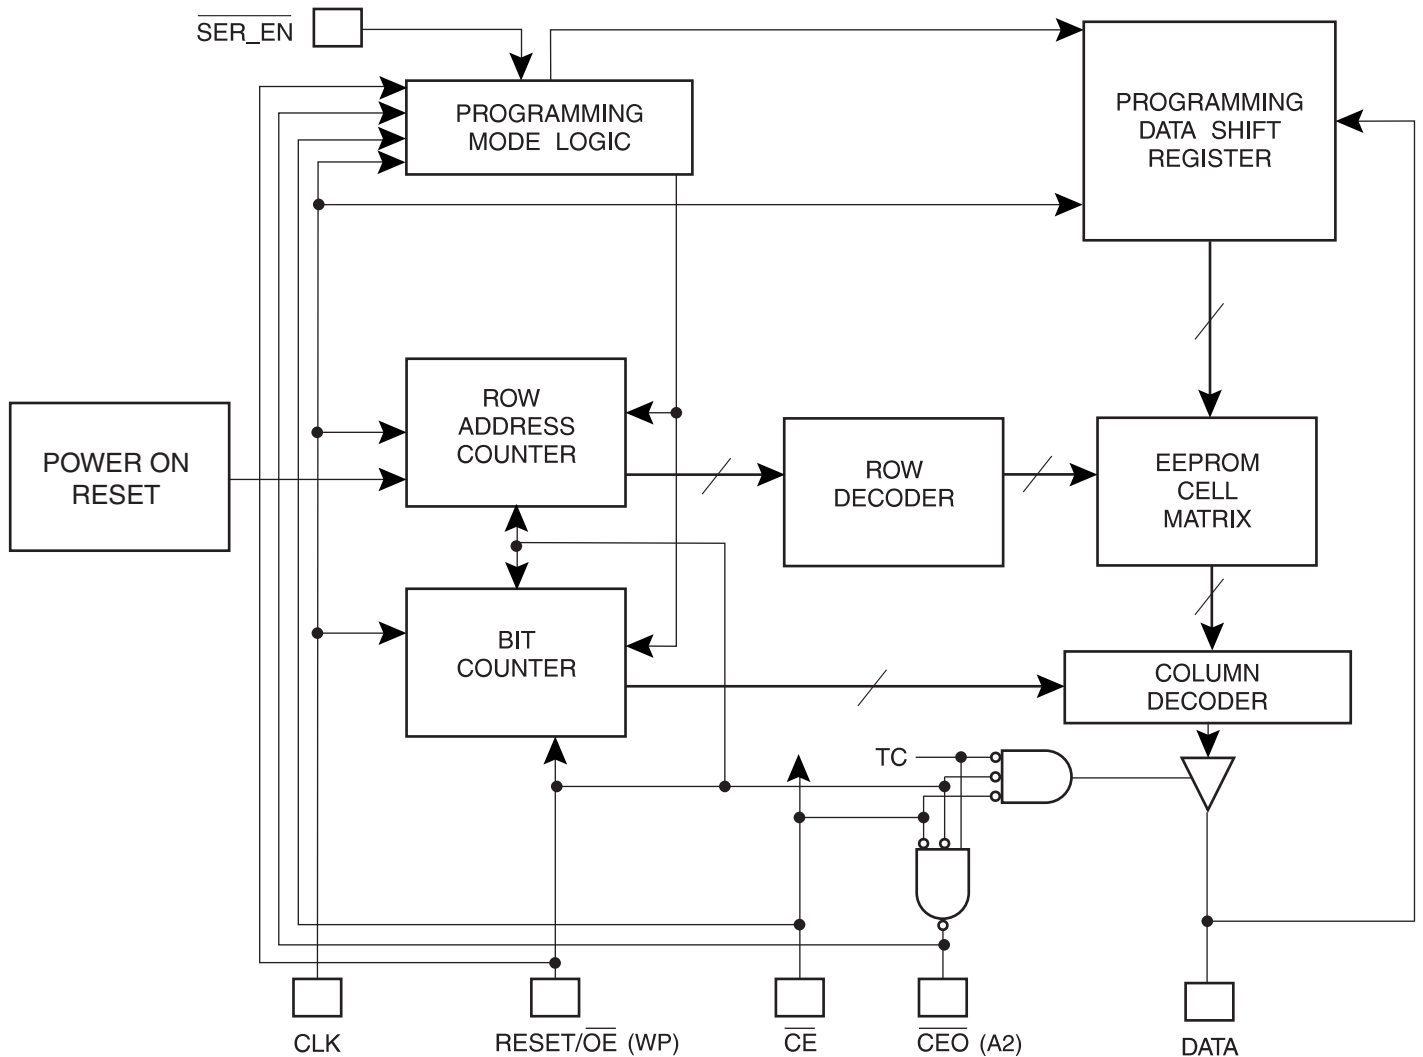 SER_EN
PROGRAMMING
MODE LOGIC
PROGRAMMING
DATA SHIFT
REGISTER
ROW
ADDRESS
COUNTER
POWER ON
RESET
ROW
DECODER
EEPROM
CELL
MATRIX
BIT
COUNTER
COLUMN
DECODER
TC
CLK
RESET/OE (WP)
CE
CEO (A2)
DATA